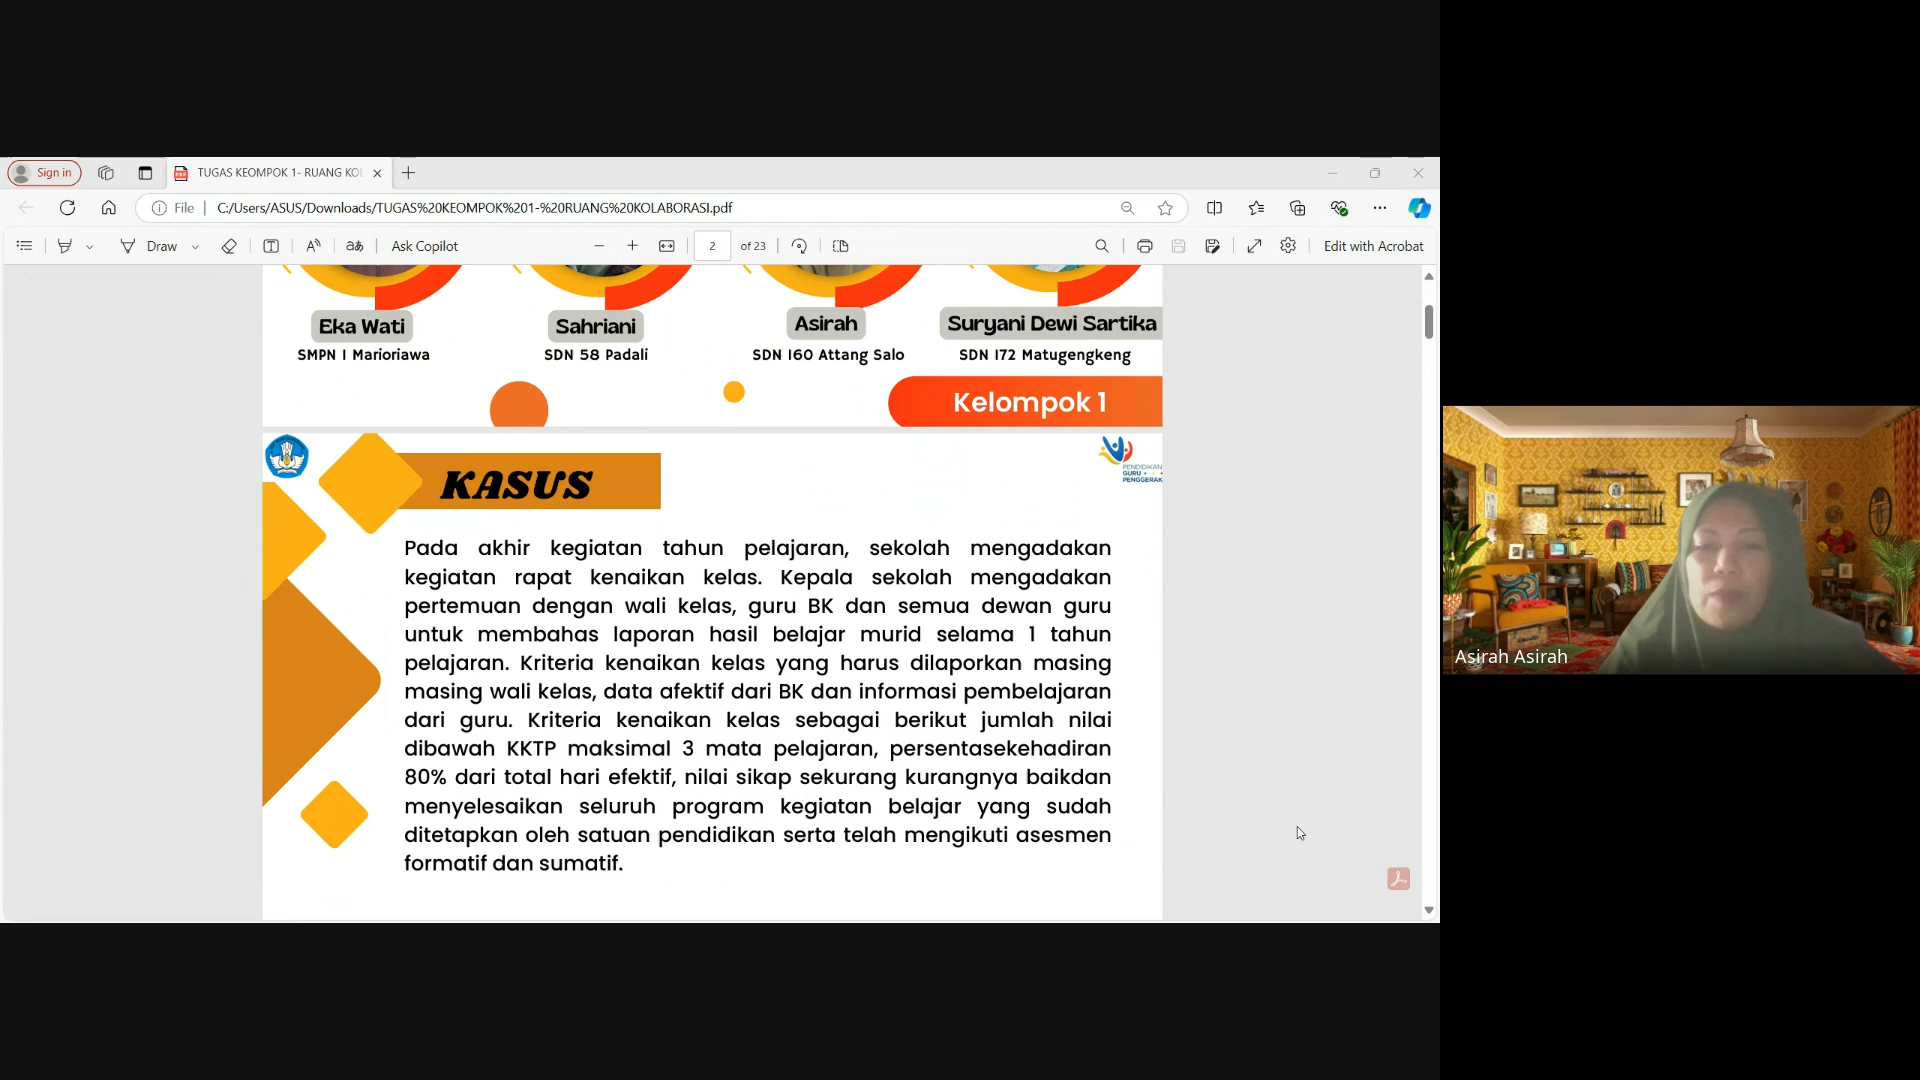 Sign in
TUGAS KEOMPOK 1- RUANG KOL
File
C:/Users/ASUS/Downloads/TUGAS%20KEOMPOK%201-%20RUANG%20KOLABORASI.pdf
Draw
aあ
Ask Copilot
2 of 23
Edit with Acrobat
Eka Wati
Sahriani
Asirah
Suryani Dewi Sartika
SMPN 1 Marioriawa
SDN 58 Padali
SDN 160 Attang Salo
SDN 172 Matugengkeng
Kelompok 1
KASUS
PENDIDIKAN
GURU
PENGGERAK
Pada akhir kegiatan tahun pelajaran, sekolah mengadakan
kegiatan rapat kenaikan kelas. Kepala sekolah mengadakan
pertemuan dengan wali kelas, guru BK dan semua dewan guru
untuk membahas laporan hasil belajar murid selama 1 tahun
pelajaran. Kriteria kenaikan kelas yang harus dilaporkan masing
masing wali kelas, data afektif dari BK dan informasi pembelajaran
dari guru. Kriteria kenaikan kelas sebagai berikut jumlah nilai
dibawah KKTP maksimal 3 mata pelajaran, persentasekehadiran
80% dari total hari efektif, nilai sikap sekurang kurangnya baikdan
menyelesaikan seluruh program kegiatan belajar yang sudah
ditetapkan oleh satuan pendidikan serta telah mengikuti asesmen
formatif dan sumatif.
Asirah Asirah